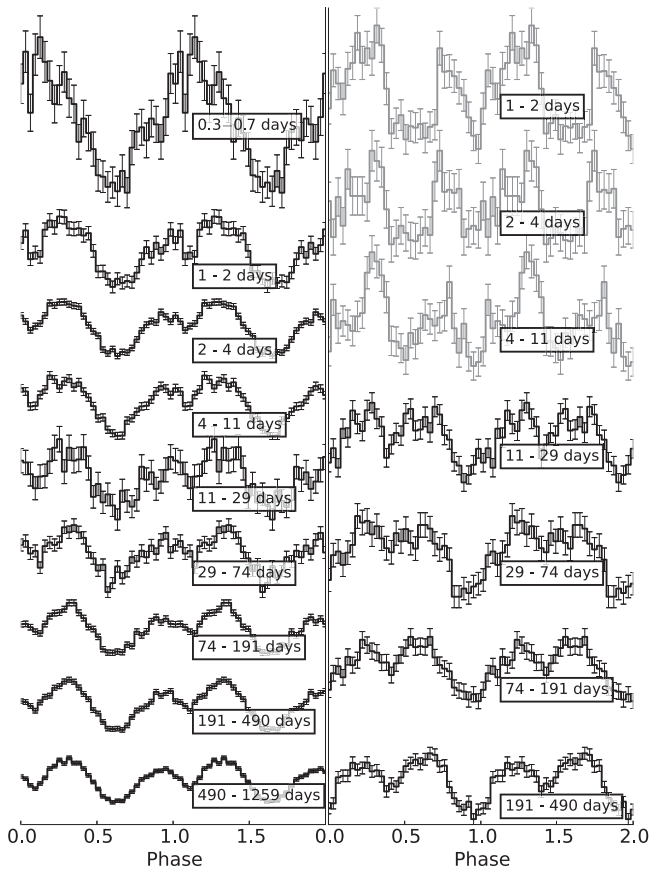 0.3–0.7 days
1 - 2 days
2 - 4 days
4 - 11 days
11 - 29 days
29 - 74 days
74 - 191 days
191 - 490 days
490 - 1259 days
0.0 0.5 1.0 1.5
Phase
1 - 2 days
2 - 4 days
4 - 11 days
11 - 29 days
29 - 74 days
74 - 191 days
191 - 490 days
0.0 0.5 1.0 1.5 2.0
Phase